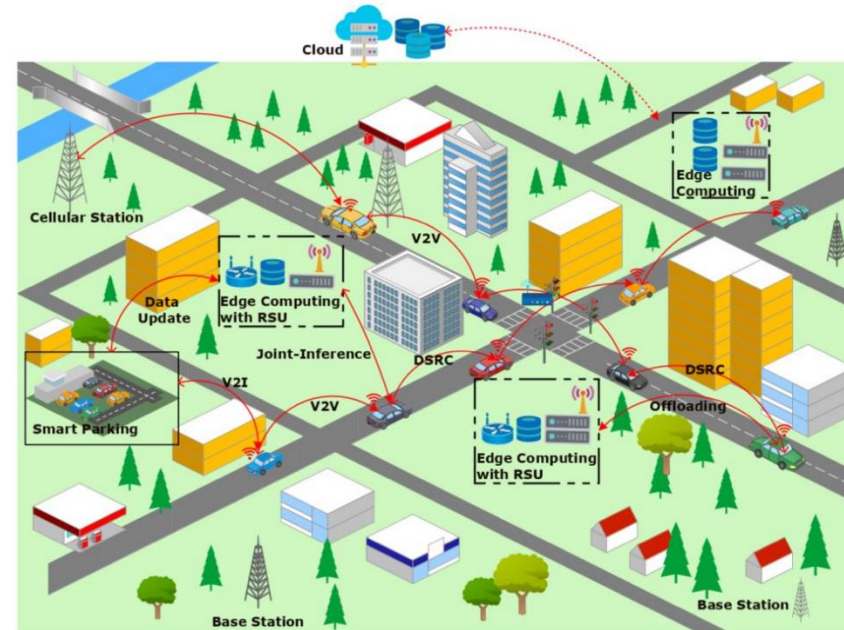 Cloud
Edge
Computing
Cellular Station
V2V
Data
Update
Edge Computing
with RSU
Joint-Inference
DSRC
DSRC
V2I
V2V
Offloading
Smart Parking
Edge Computing
with RSU
Base Station
Base Station